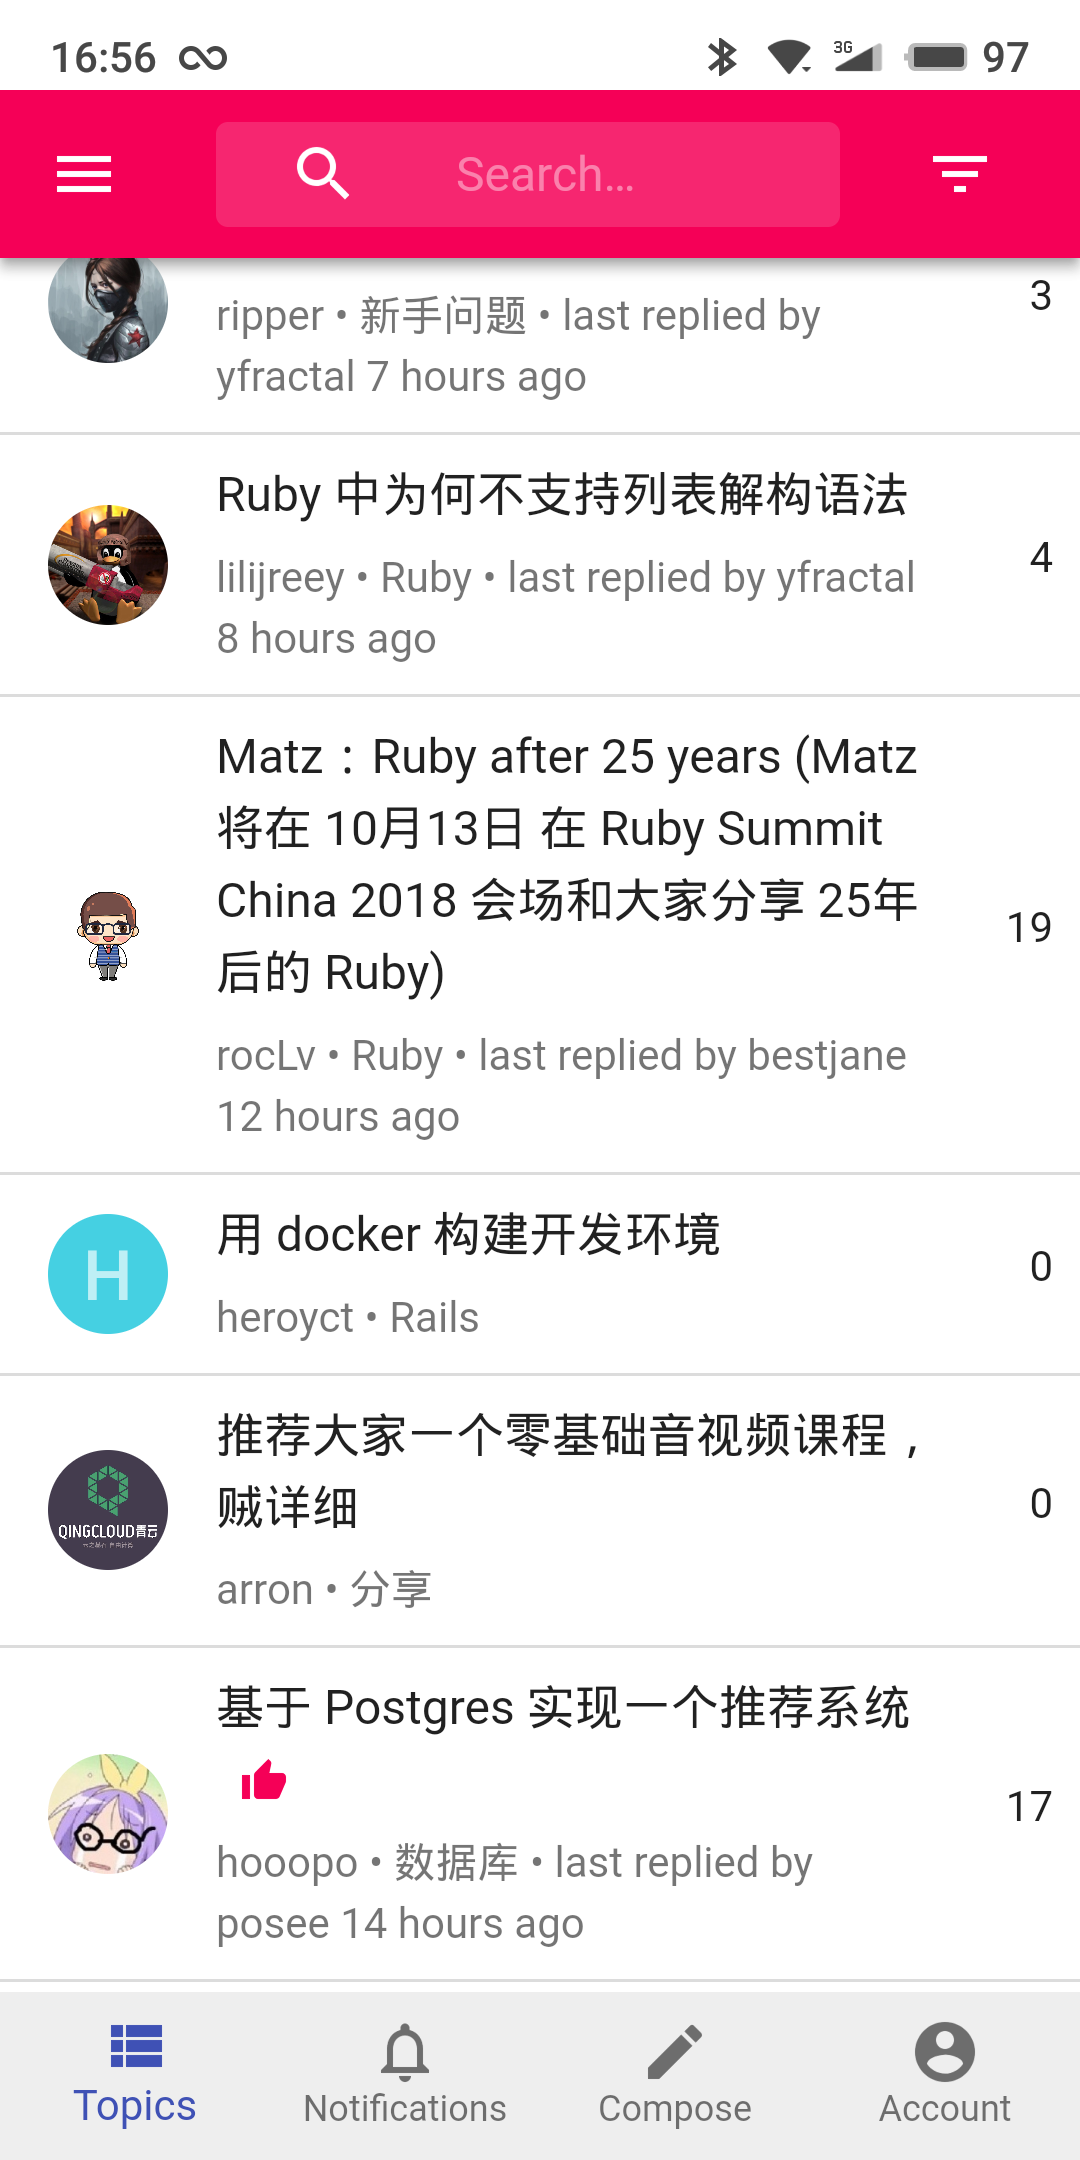 16:56
3G
97
Search...
ripper • 新手问题 • last replied by
yfractal 7 hours ago
3
Ruby 中为何不支持列表解构语法
lilijreey • Ruby • last replied by yfractal
8 hours ago
4
Matz：Ruby after 25 years (Matz
将在 10月13日 在 Ruby Summit
China 2018 会场和大家分享 25年
后的 Ruby)
rocLv • Ruby • last replied by bestjane
12 hours ago
19
H
用 docker 构建开发环境
heroyct • Rails
0
QINGCLOUD青云
推荐大家一个零基础音视频课程，
贼详细
arron • 分享
0
基于 Postgres 实现一个推荐系统
hooopo • 数据库 • last replied by
posee 14 hours ago
17
Topics
Notifications
Compose
Account